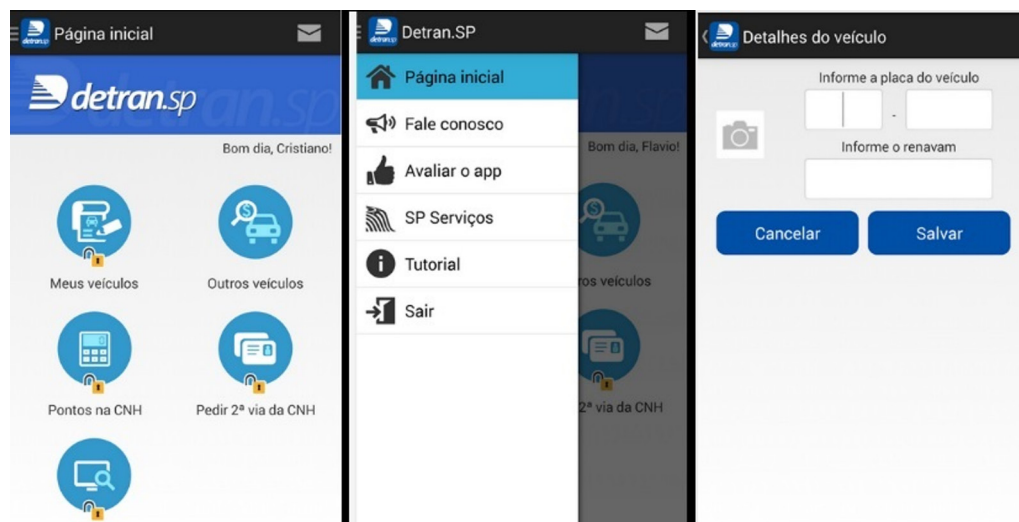 Página inicial
detran.sp
Bom dia, Cristiano!
Meus veículos
Outros veículos
Pontos na CNH
Pedir 2ª via da CNH
Detran.SP
Página inicial
Fale conosco
Avaliar o app
SP Serviços
Tutorial
Sair
Bom dia, Flavio!
ros veículos
2ª via da CNH
Detalhes do veículo
Informe a placa do veículo
-
Informe o renavam
Cancelar
Salvar